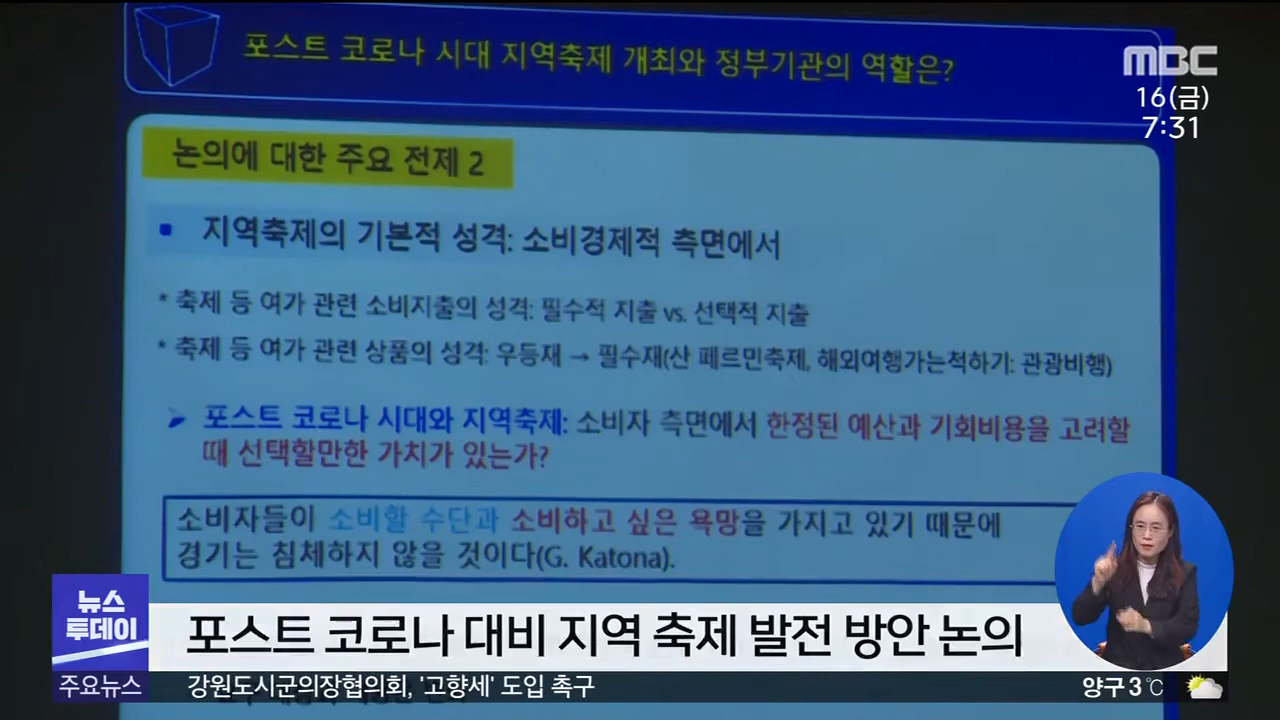 포스트 코로나 시대 지역축제 개최와 정부기관의 역할은?
MBC
16(금)
7:31
논의에 대한 주요 전제 2
▪ 지역축제의 기본적 성격: 소비경제적 측면에서
* 축제 등 여가 관련 소비지출의 성격: 필수적 지출 vs. 선택적 지출
* 축제 등 여가 관련 상품의 성격: 우등재 → 필수재(산 페르민축제, 해외여행가는척하기: 관광비행)
➢ 포스트 코로나 시대와 지역축제: 소비자 측면에서 한정된 예산과 기회비용을 고려할
때 선택할만한 가치가 있는가?
소비자들이 소비할 수단과 소비하고 싶은 욕망을 가지고 있기 때문에
경기는 침체하지 않을 것이다(G. Katona).
뉴스
투데이
포스트 코로나 대비 지역 축제 발전 방안 논의
주요뉴스
강원도시군의장협의회, '고향세' 도입 촉구
양구 3℃